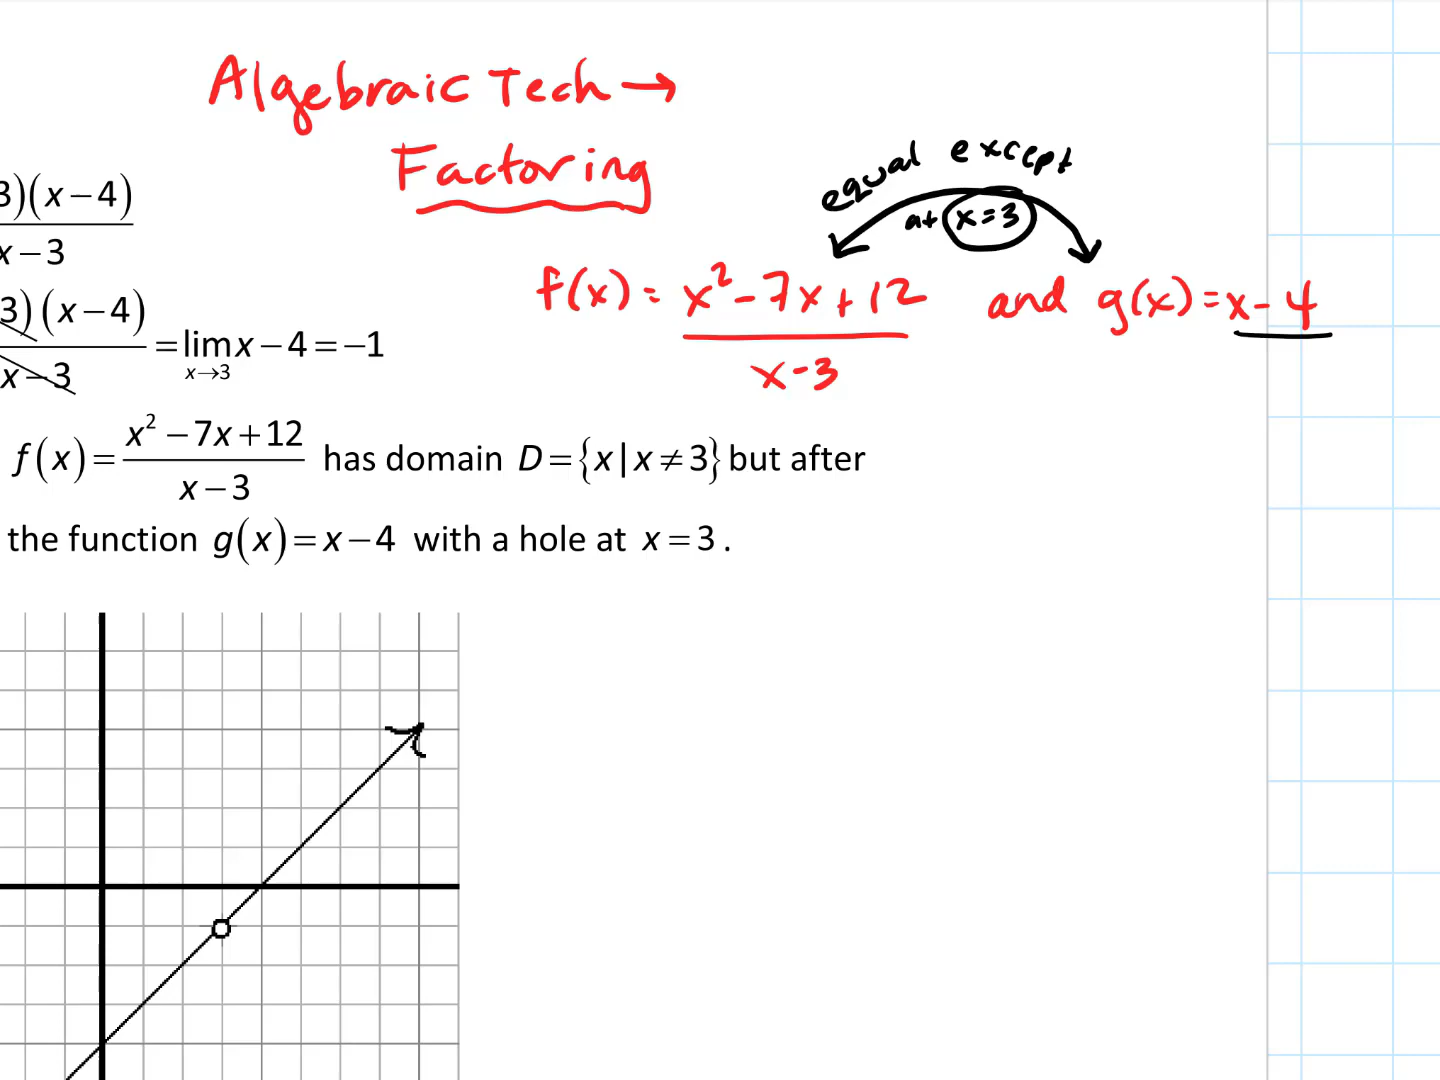 Algebraic Tech →
Factoring
equal except
at x=3
3)(x−4)
x−3
3)(x−4)
x−3
=lim x−4=−1
x→3
f(x)= x²-7x+12 and g(x)=x-4
x-3
f(x)= x²−7x+12 has domain D={x|x≠3} but after
x−3
the function g(x)=x−4 with a hole at x=3.